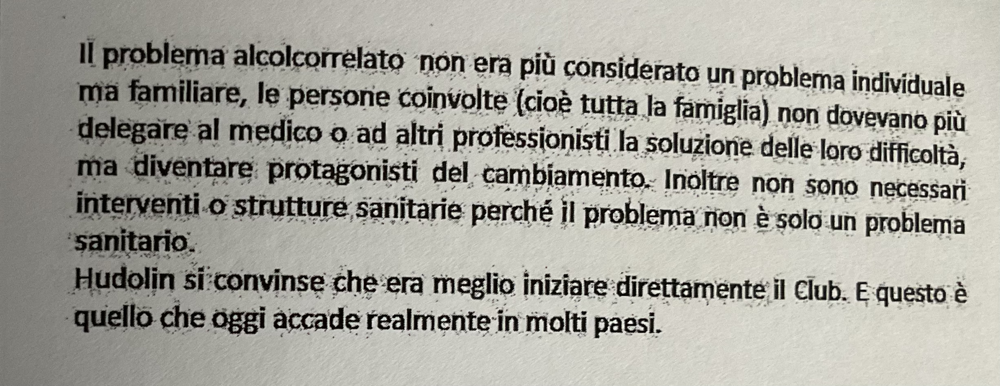 Il problema alcolcorrelato non era più considerato un problema individuale
ma familiare, le persone coinvolte (cioè tutta la famiglia) non dovevano più
delegare al medico o ad altri professionisti la soluzione delle loro difficoltà,
ma diventare protagonisti del cambiamento. Inoltre non sono necessari
interventi o strutture sanitarie perché il problema non è solo un problema
sanitario.
Hudolin si convinse che era meglio iniziare direttamente il Club. E questo è
quello che oggi accade realmente in molti paesi.